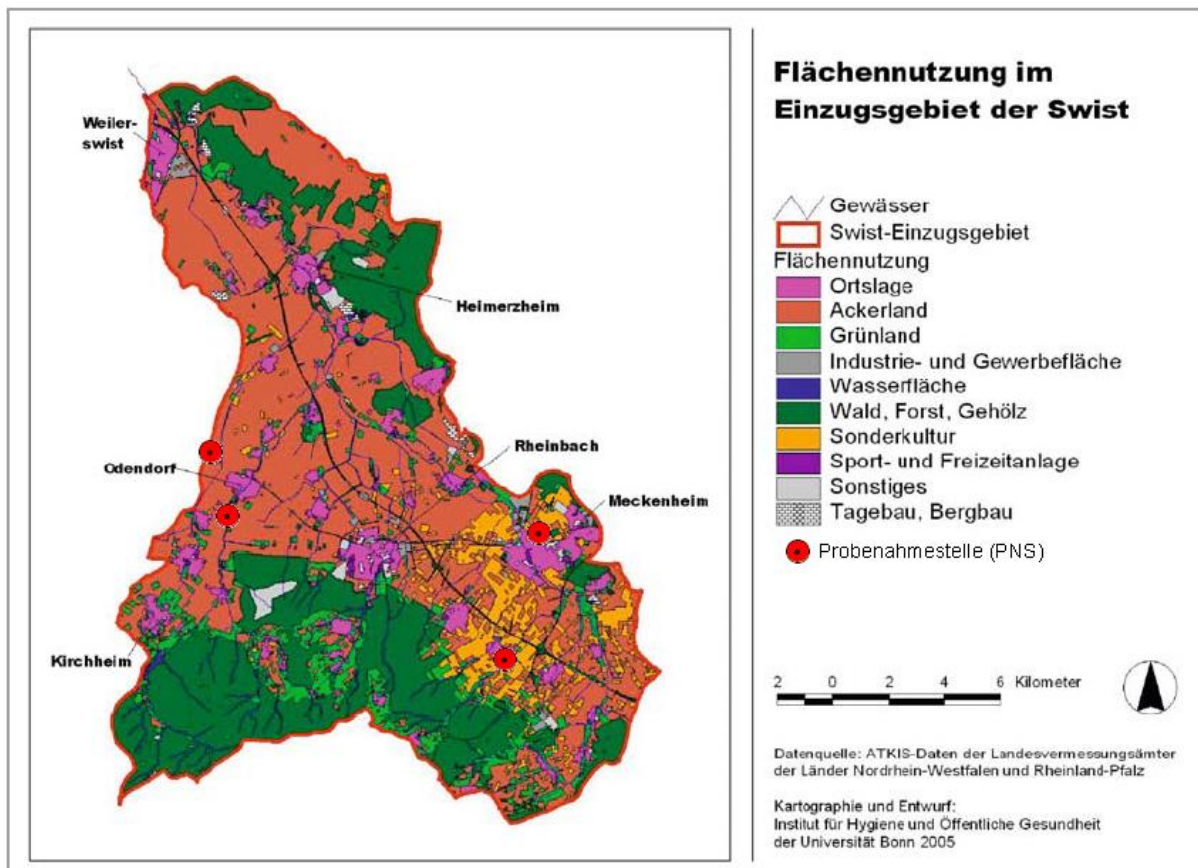 Flächennutzung im
Einzugsgebiet der Swist
Gewässer
Swist-Einzugsgebiet
Flächennutzung
Ortslage
Ackerland
Grünland
Industrie- und Gewerbefläche
Wasserfläche
Wald, Forst, Gehölz
Sonderkultur
Sport- und Freizeitanlage
Sonstiges
Tagebau, Bergbau
Probenahmestelle (PNS)
2 0 2 4 6 Kilometer
Datenquelle: ATKIS-Daten der Landesvermessungsämter
der Länder Nordrhein-Westfalen und Rheinland-Pfalz
Kartographie und Entwurf:
Institut für Hygiene und Öffentliche Gesundheit
der Universität Bonn 2005
Weiler-
swist
Heimerzheim
Rheinbach
Odendorf
Meckenheim
Kirchheim